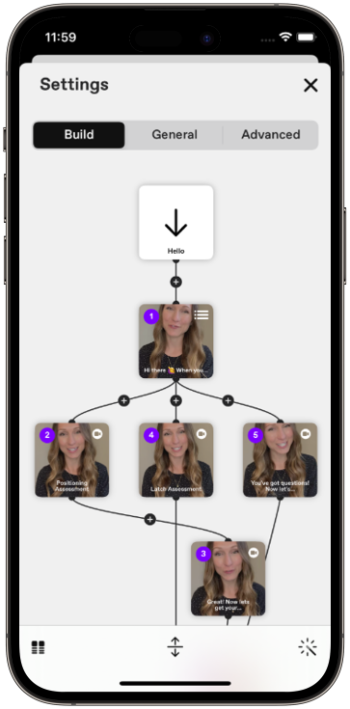 11:59
Settings
Build General Advanced
Hello
1
Hi there 🙋 When you...
2 4 5
Positioning
Assessment
Latch Assessment
You've got questions!
Now let's...
3
Great! Now lets
get your...